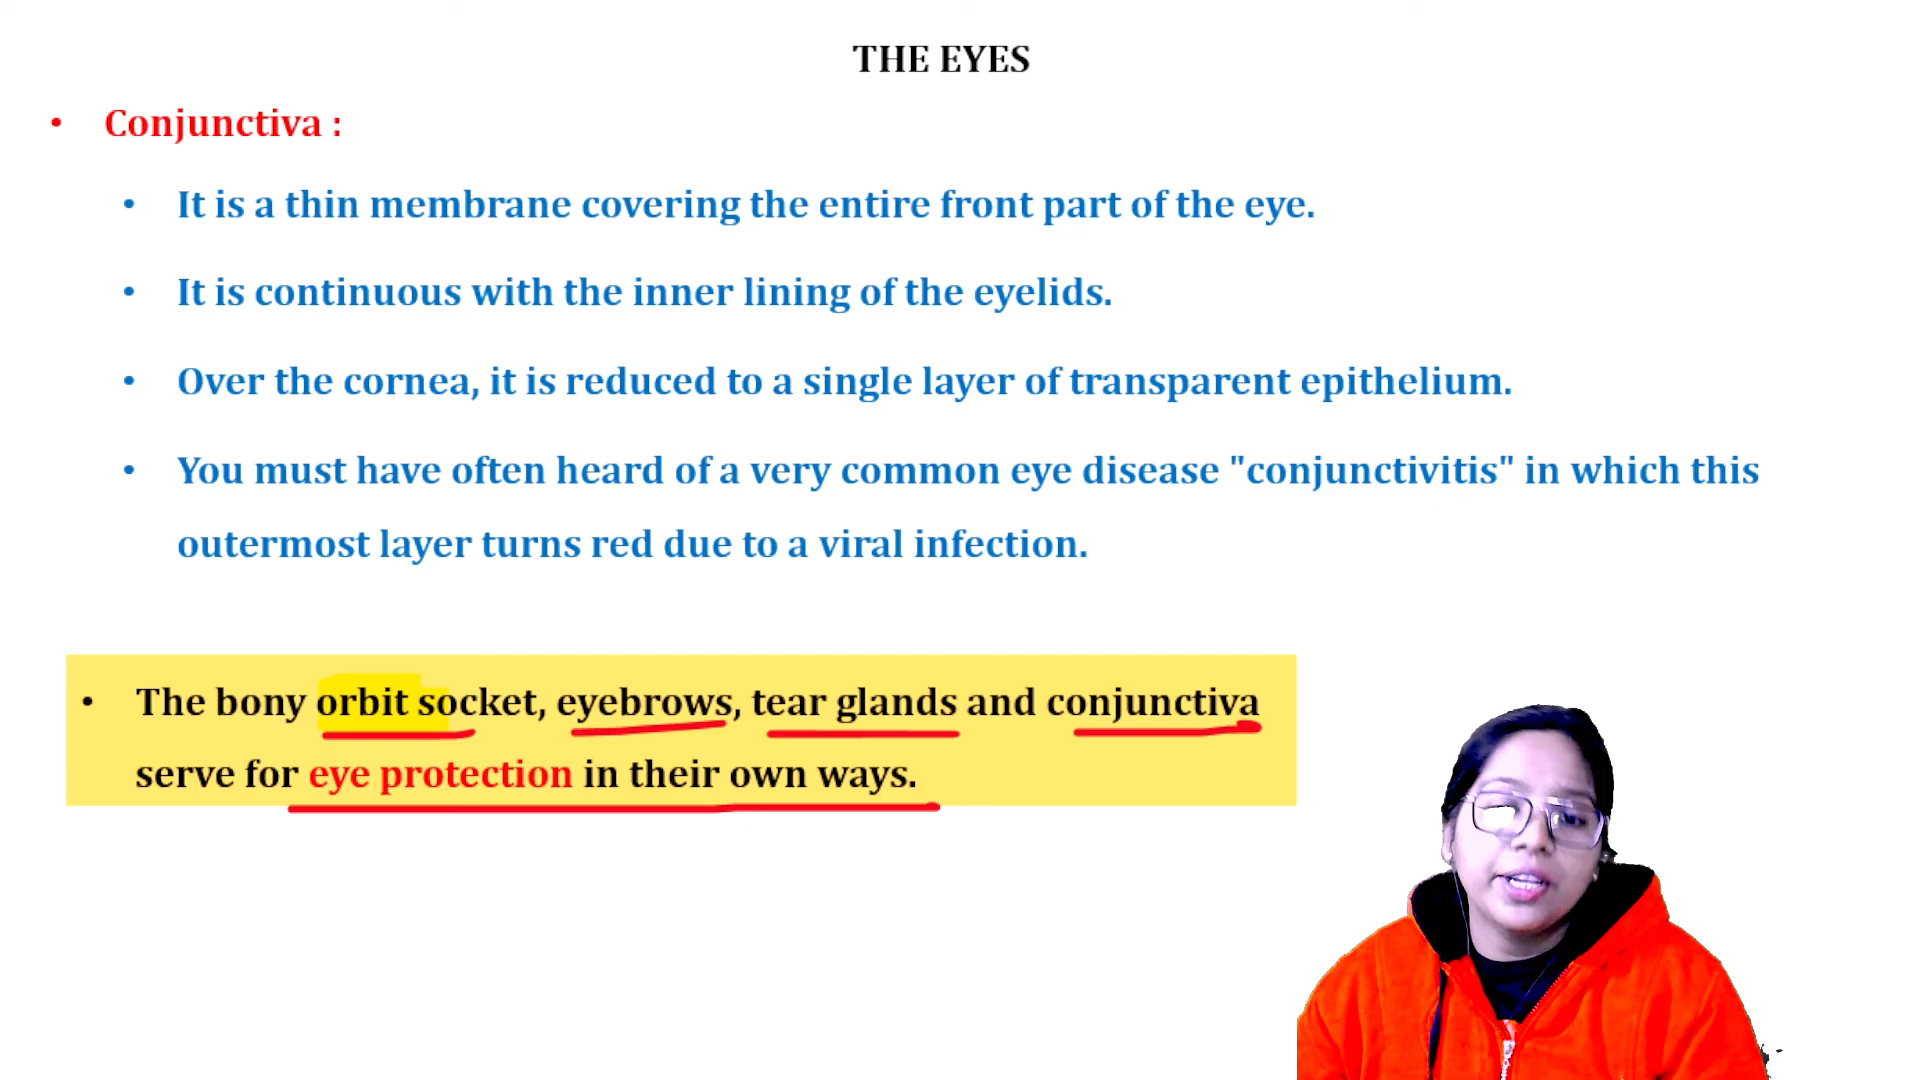 THE EYES
• Conjunctiva :
• It is a thin membrane covering the entire front part of the eye.
• It is continuous with the inner lining of the eyelids.
• Over the cornea, it is reduced to a single layer of transparent epithelium.
• You must have often heard of a very common eye disease "conjunctivitis" in which this
outermost layer turns red due to a viral infection.
• The bony orbit socket, eyebrows, tear glands and conjunctiva
serve for eye protection in their own ways.